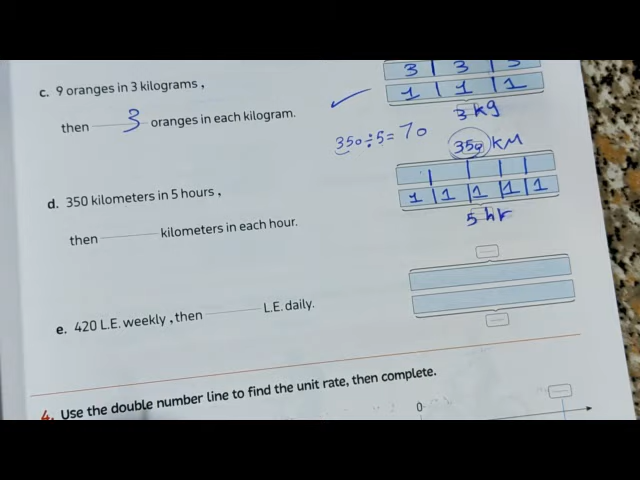 c. 9 oranges in 3 kilograms ,
3 3 3
1 1 1
then 3 oranges in each kilogram.
3 kg
350÷5= 70
350 KM
d. 350 kilometers in 5 hours ,
1 1 1 1 1
5 hr
then kilometers in each hour.
e. 420 L.E. weekly , then L.E. daily.
4. Use the double number line to find the unit rate, then complete.
0